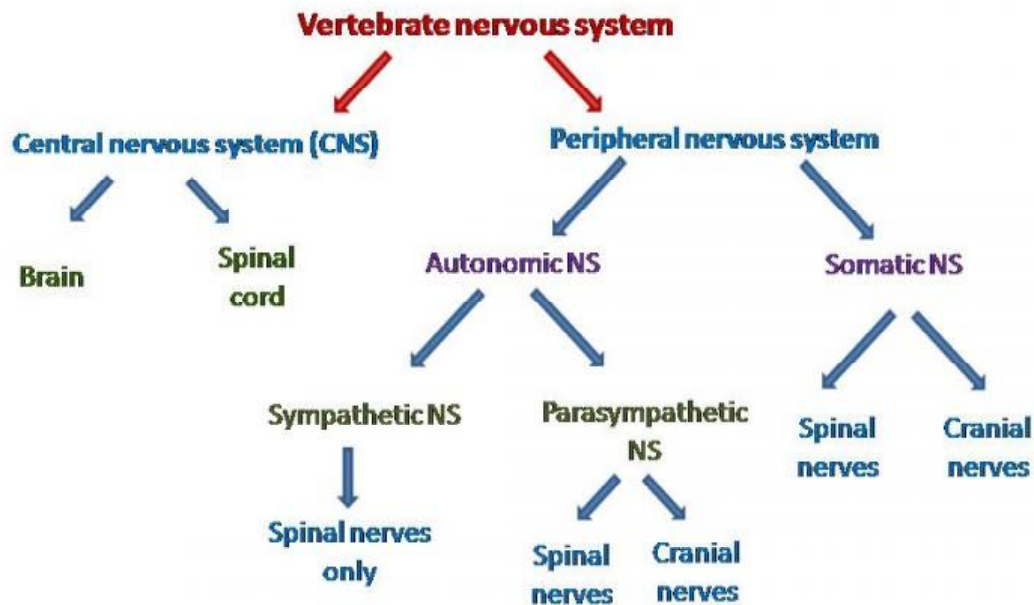 Vertebrate nervous system
Central nervous system (CNS)
Peripheral nervous system
Brain
Spinal
cord
Autonomic NS
Somatic NS
Sympathetic NS
Parasympathetic
NS
Spinal
nerves
Cranial
nerves
Spinal nerves
only
Spinal
nerves
Cranial
nerves